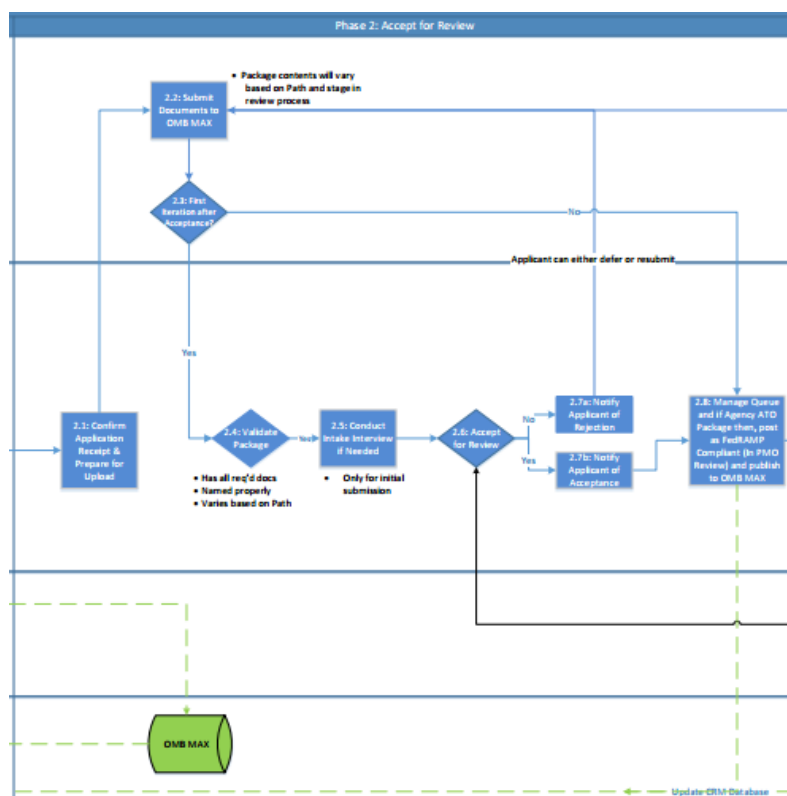 Phase 2: Accept for Review
• Package contents will vary
based on Path and stage in
review process
2.2: Submit
Documents to
OMB MAX
2.3: First
Iteration after
Acceptance?
No
Applicant can either defer or resubmit
Yes
2.1: Confirm
Application
Receipt &
Prepare for
Upload
2.4: Validate
Package
Yes
• Has all req'd docs
• Named properly
• Varies based on Path
2.5: Conduct
Intake Interview
if Needed
• Only for initial
submission
2.6: Accept
for Review
No
Yes
2.7a: Notify
Applicant of
Rejection
2.7b: Notify
Applicant of
Acceptance
2.8: Manage Queue
and if Agency ATO
Package then, post
as FedRAMP
Compliant (In PMO
Review) and publish
to OMB MAX
OMB MAX
Update CRM Database